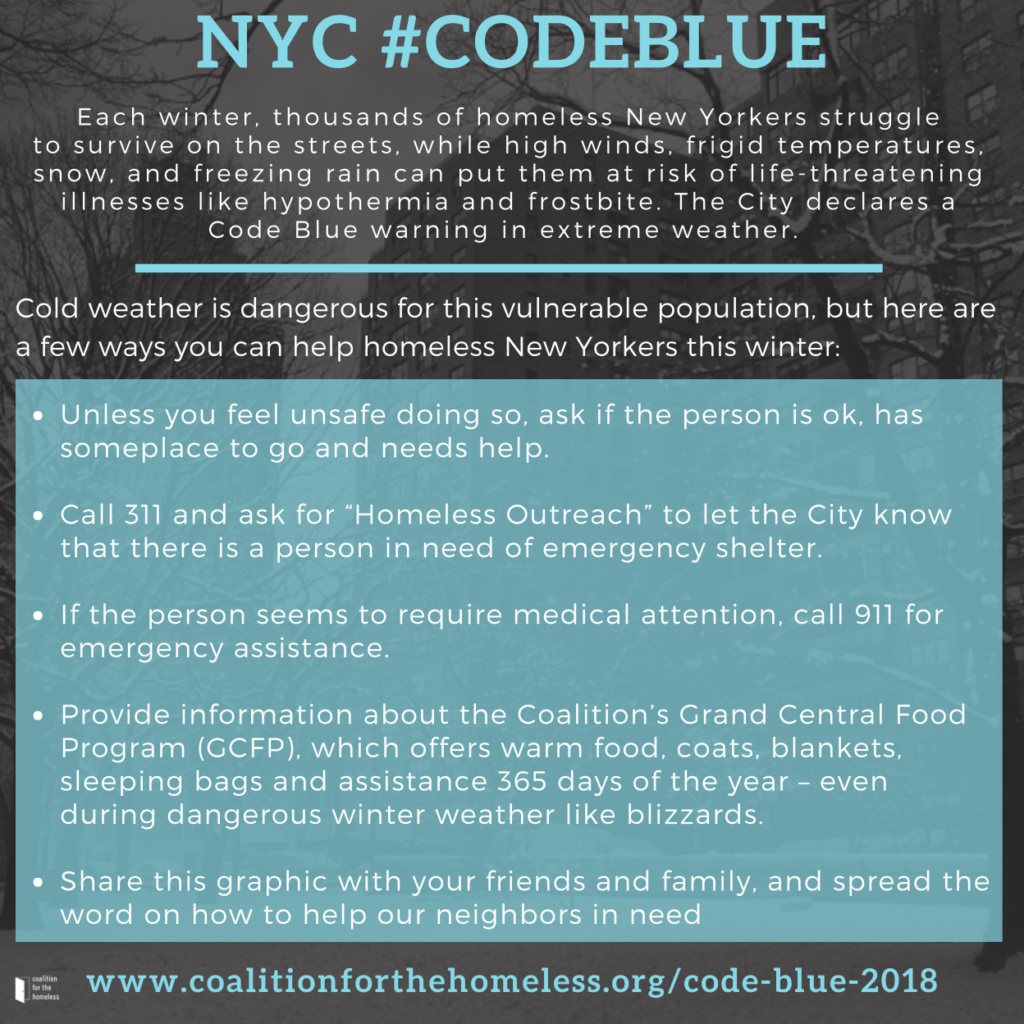 NYC #CODEBLUE
Each winter, thousands of homeless New Yorkers struggle
to survive on the streets, while high winds, frigid temperatures,
snow, and freezing rain can put them at risk of life-threatening
illnesses like hypothermia and frostbite. The City declares a
Code Blue warning in extreme weather.
Cold weather is dangerous for this vulnerable population, but here are
a few ways you can help homeless New Yorkers this winter:
• Unless you feel unsafe doing so, ask if the person is ok, has
someplace to go and needs help.
• Call 311 and ask for “Homeless Outreach” to let the City know
that there is a person in need of emergency shelter.
• If the person seems to require medical attention, call 911 for
emergency assistance.
• Provide information about the Coalition’s Grand Central Food
Program (GCFP), which offers warm food, coats, blankets,
sleeping bags and assistance 365 days of the year – even
during dangerous winter weather like blizzards.
• Share this graphic with your friends and family, and spread the
word on how to help our neighbors in need
coalition
for the
homeless
www.coalitionforthehomeless.org/code-blue-2018